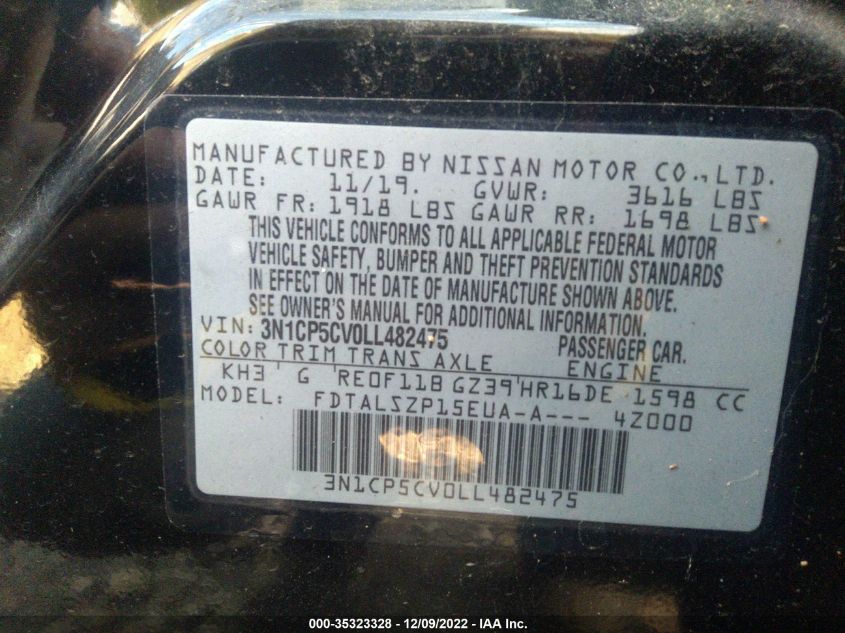 MANUFACTURED BY NISSAN MOTOR CO., LTD.
DATE: 11/19. GVWR: 3616 LBS
GAWR FR: 1918 LBS GAWR RR: 1698 LBS
THIS VEHICLE CONFORMS TO ALL APPLICABLE FEDERAL MOTOR
VEHICLE SAFETY, BUMPER AND THEFT PREVENTION STANDARDS
IN EFFECT ON THE DATE OF MANUFACTURE SHOWN ABOVE.
SEE OWNER'S MANUAL FOR ADDITIONAL INFORMATION.
VIN: 3N1CP5CV0LL482475 PASSENGER CAR.
COLOR TRIM TRANS AXLE ENGINE
KH3 G RE0F11B GZ39 HR16DE 1598 CC
MODEL: FDTALSZP15EUA-A--- 4Z000
3N1CP5CV0LL482475
000-35323328 - 12/09/2022 - IAA Inc.